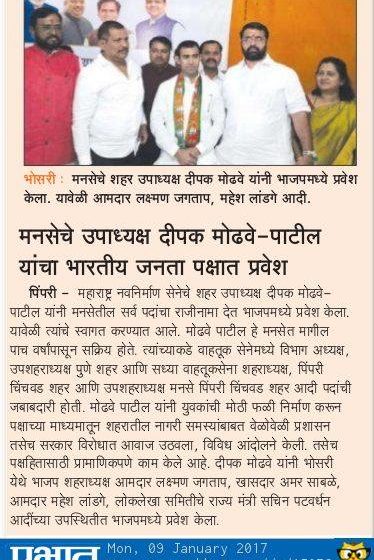 भोसरी : मनसेचे शहर उपाध्यक्ष दीपक मोढवे यांनी भाजपमध्ये प्रवेश
केला. यावेळी आमदार लक्ष्मण जगताप, महेश लांडगे आदी.
मनसेचे उपाध्यक्ष दीपक मोढवे-पाटील
यांचा भारतीय जनता पक्षात प्रवेश
पिंपरी - महाराष्ट्र नवनिर्माण सेनेचे शहर उपाध्यक्ष दीपक मोढवे-
पाटील यांनी मनसेतील सर्व पदांचा राजीनामा देत भाजपमध्ये प्रवेश केला.
यावेळी त्यांचे स्वागत करण्यात आले. मोढवे पाटील हे मनसेत मागील
पाच वर्षांपासून सक्रिय होते. त्यांच्याकडे वाहतूक सेनेमध्ये विभाग अध्यक्ष,
उपशहराध्यक्ष पुणे शहर आणि सध्या वाहतूकसेना शहराध्यक्ष, पिंपरी
चिंचवड शहर आणि उपशहराध्यक्ष मनसे पिंपरी चिंचवड शहर आदी पदांची
जबाबदारी होती. मोढवे पाटील यांनी युवकांची मोठी फळी निर्माण करून
पक्षाच्या माध्यमातून शहरातील नागरी समस्यांबाबत वेळोवेळी प्रशासन
तसेच सरकार विरोधात आवाज उठवला, विविध आंदोलने केली. तसेच
पक्षहितासाठी प्रामाणिकपणे काम केले आहे. दीपक मोढवे यांनी भोसरी
येथे भाजप शहराध्यक्ष आमदार लक्ष्मण जगताप, खासदार अमर साबळे,
आमदार महेश लांडगे, लोकलेखा समितीचे राज्य मंत्री सचिन पटवर्धन
आदींच्या उपस्थितीत भाजपमध्ये प्रवेश केला.
प्रभात Mon, 09 January 2017